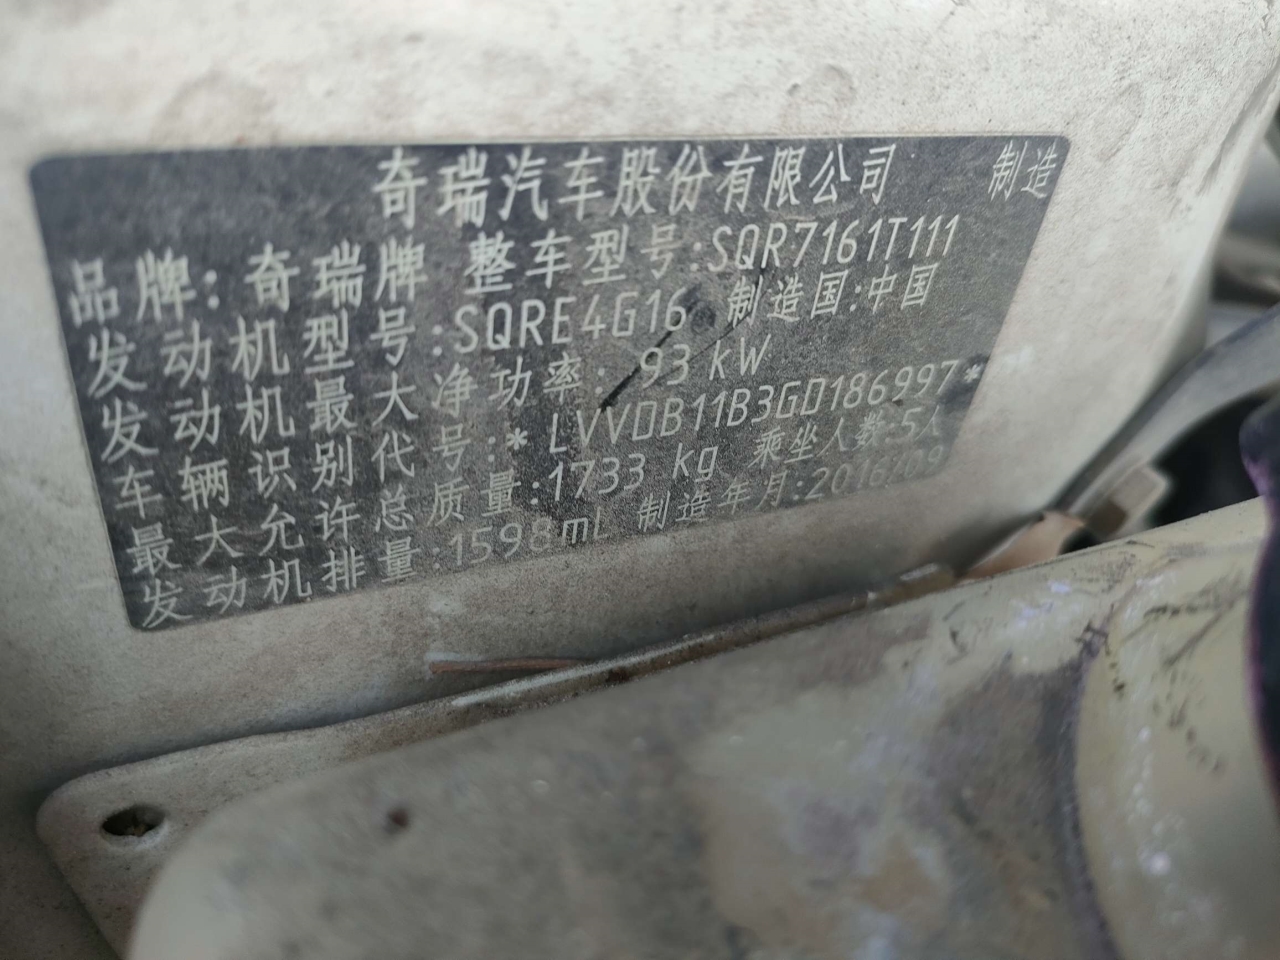 奇瑞汽车股份有限公司 制造
品牌:奇瑞牌 整车型号:SQR7161T111
发动机型号:SQRE4G16 制造国:中国
发动机最大净功率: 93 kW
车辆识别代号:* LVVDB11B3GD186997*
最大允许总质量:1733 kg 乘坐人数:5人
发动机排量:1598mL 制造年月:2016/09